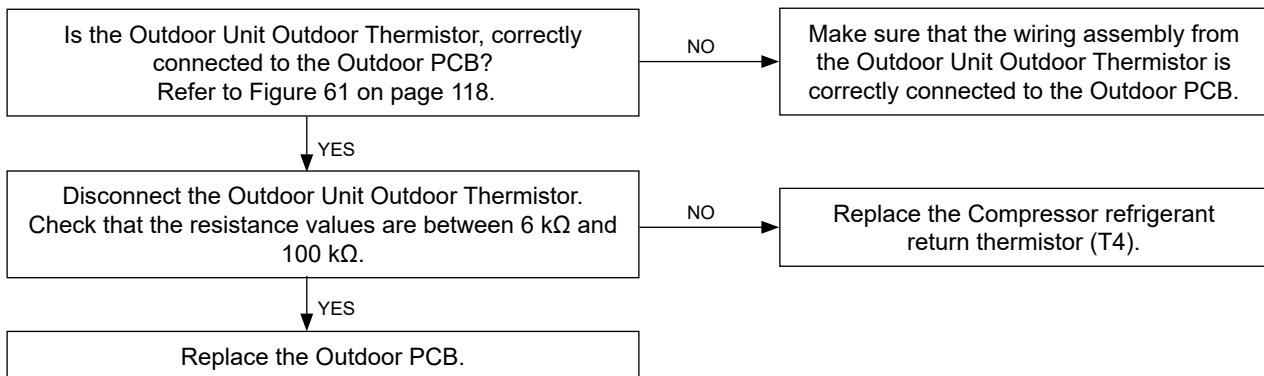 Is the Outdoor Unit Outdoor Thermistor, correctly
connected to the Outdoor PCB?
Refer to Figure 61 on page 118.
NO
Make sure that the wiring assembly from
the Outdoor Unit Outdoor Thermistor is
correctly connected to the Outdoor PCB.
YES
Disconnect the Outdoor Unit Outdoor Thermistor.
Check that the resistance values are between 6 kΩ and
100 kΩ.
NO
Replace the Compressor refrigerant
return thermistor (T4).
YES
Replace the Outdoor PCB.